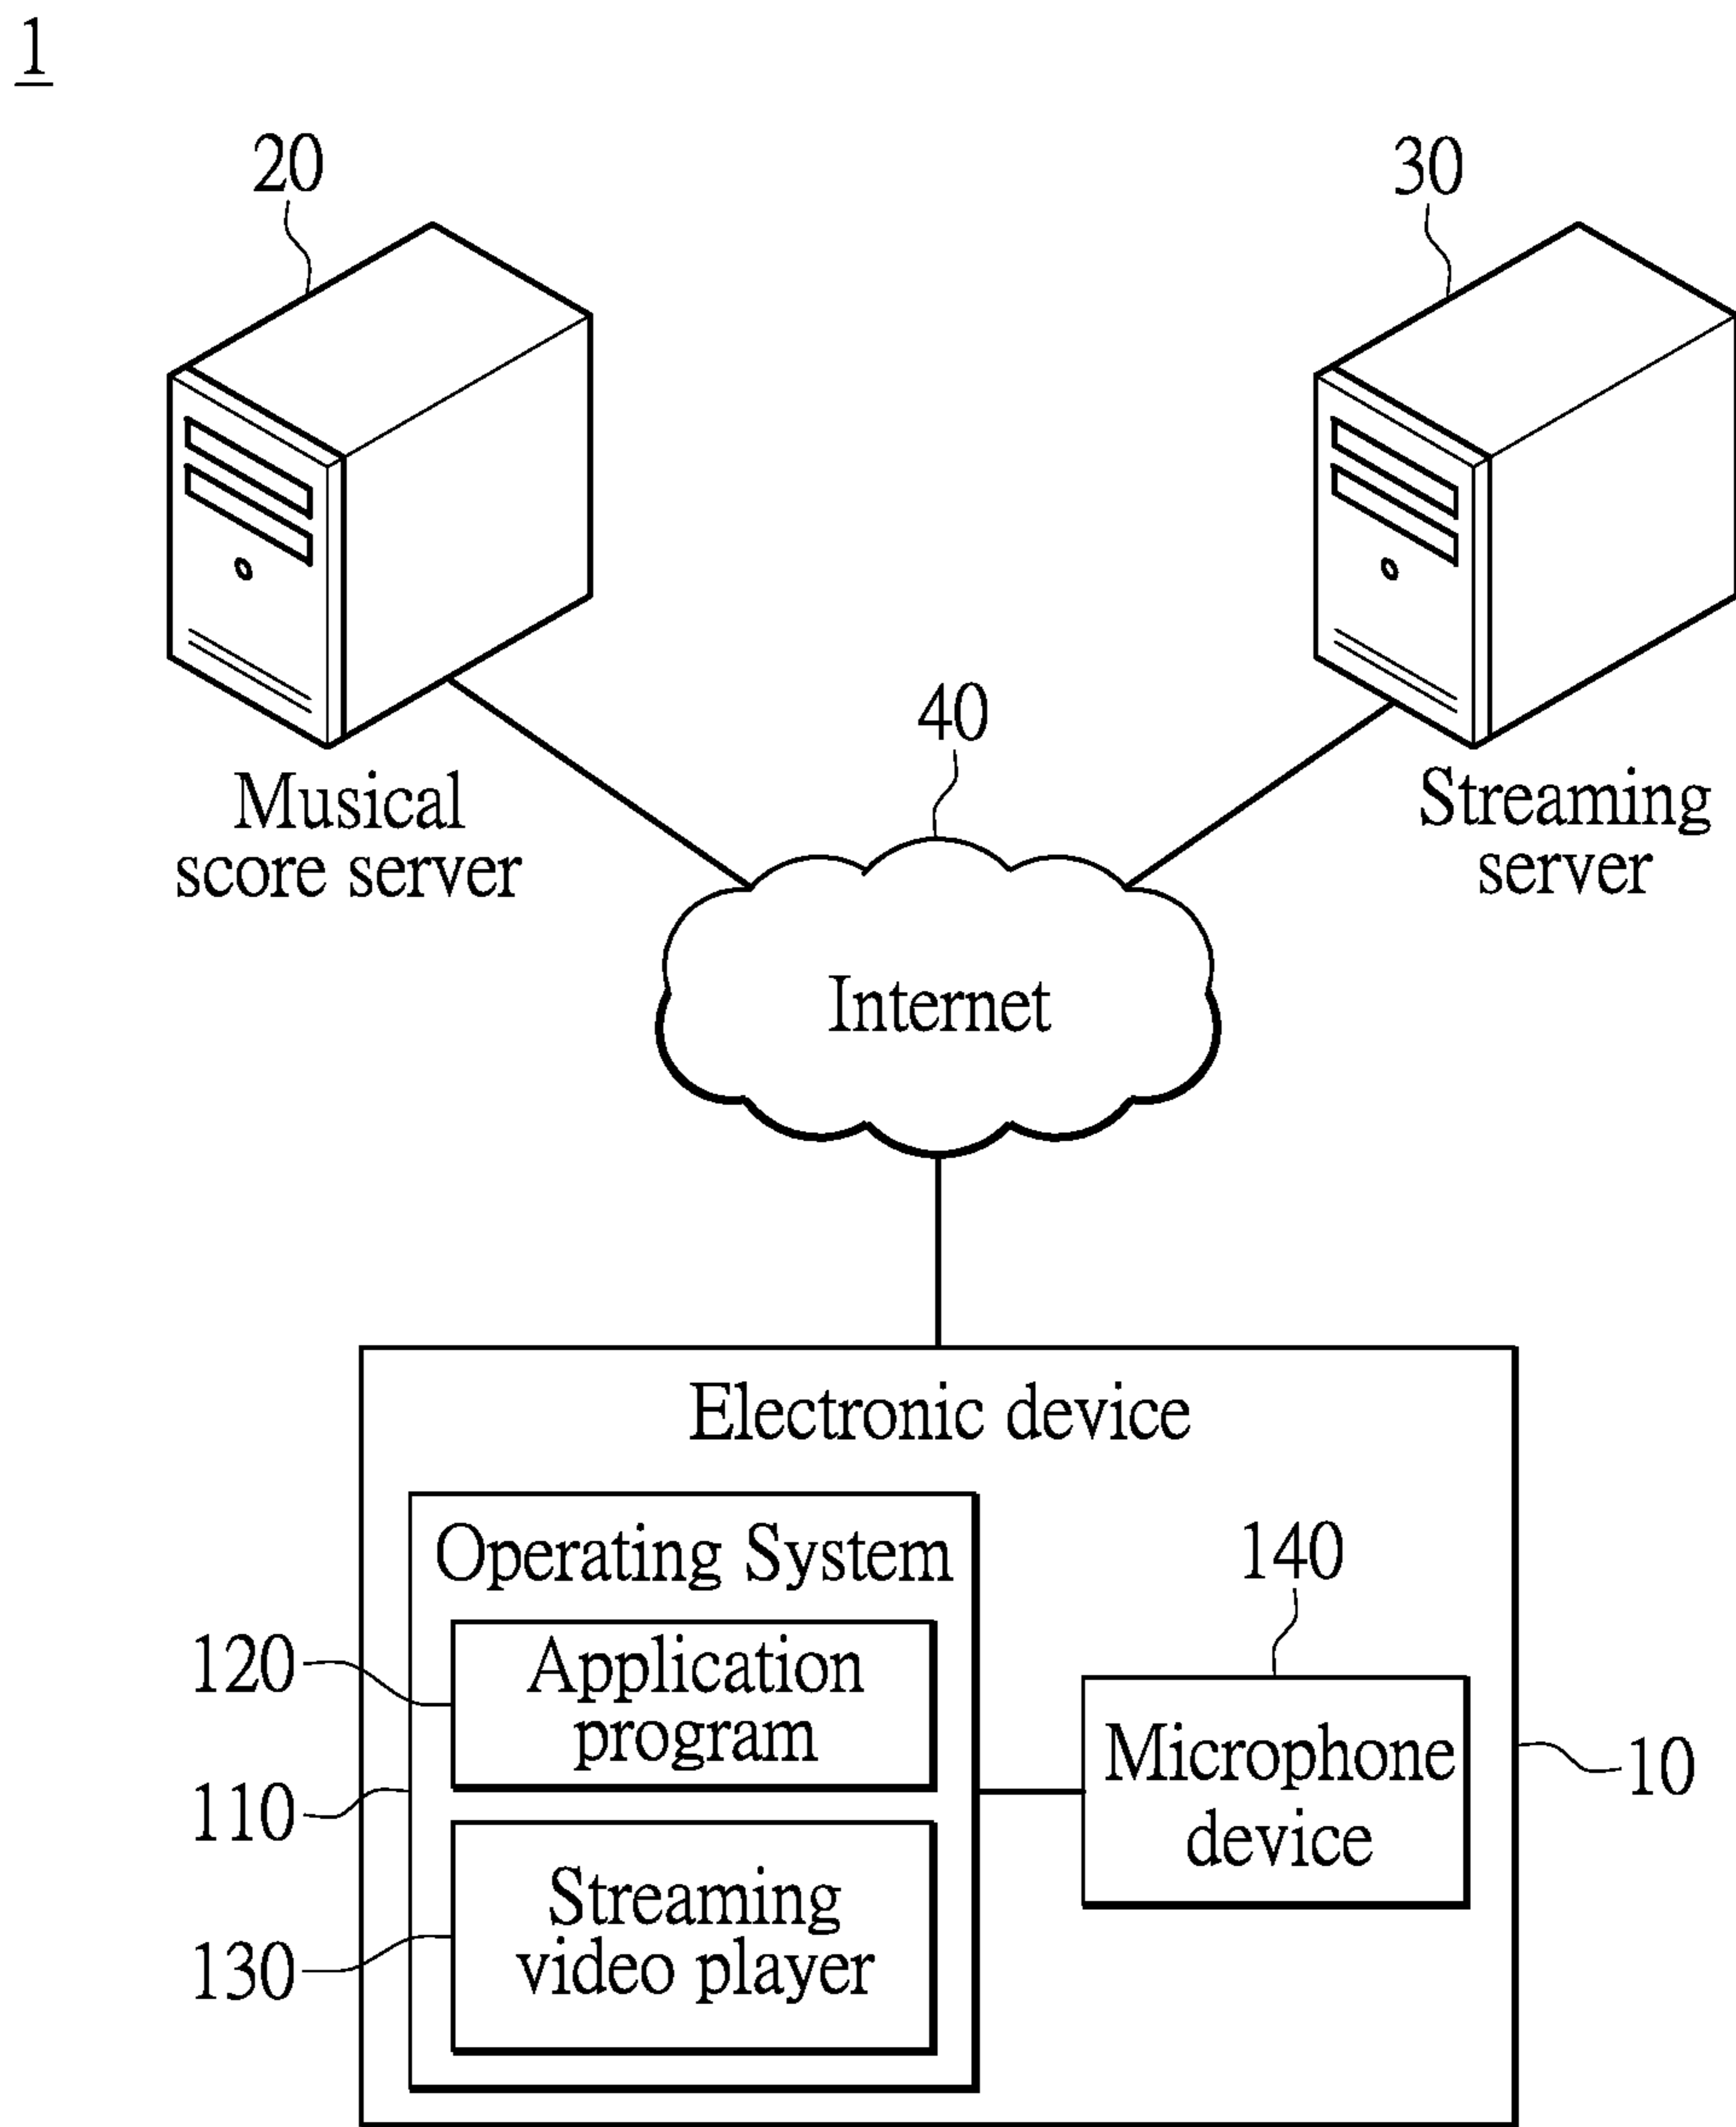 1
20
30
Musical
score server
40
Streaming
server
Internet
Electronic device
Operating System
140
120
Application
program
Microphone
device
10
110
Streaming
video player
130